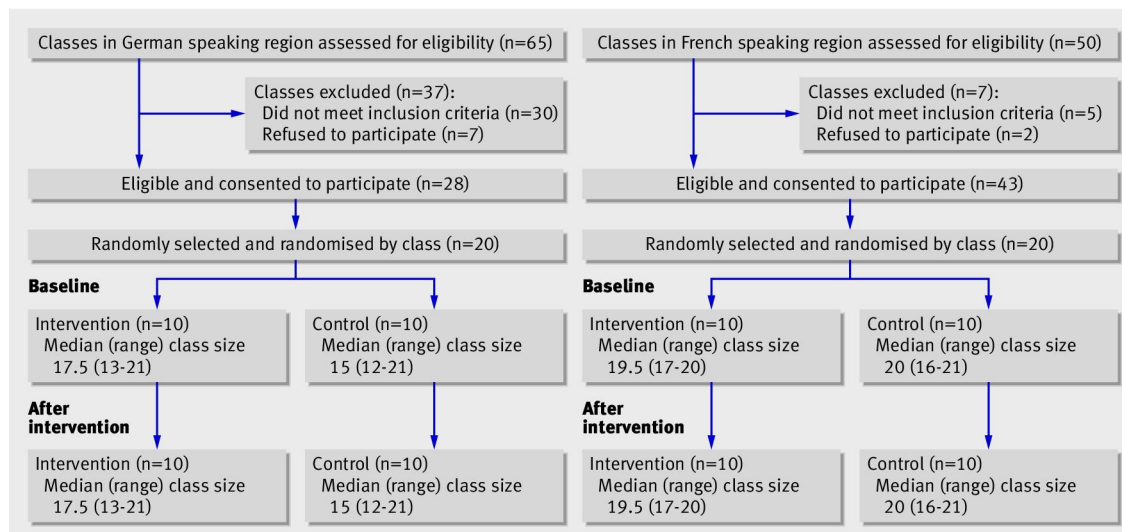 Classes in German speaking region assessed for eligibility (n=65)
Classes excluded (n=37):
Did not meet inclusion criteria (n=30)
Refused to participate (n=7)
Eligible and consented to participate (n=28)
Randomly selected and randomised by class (n=20)
Baseline
Intervention (n=10)
Median (range) class size
17.5 (13-21)
Control (n=10)
Median (range) class size
15 (12-21)
After
intervention
Intervention (n=10)
Median (range) class size
17.5 (13-21)
Control (n=10)
Median (range) class size
15 (12-21)
Classes in French speaking region assessed for eligibility (n=50)
Classes excluded (n=7):
Did not meet inclusion criteria (n=5)
Refused to participate (n=2)
Eligible and consented to participate (n=43)
Randomly selected and randomised by class (n=20)
Baseline
Intervention (n=10)
Median (range) class size
19.5 (17-20)
Control (n=10)
Median (range) class size
20 (16-21)
After
intervention
Intervention (n=10)
Median (range) class size
19.5 (17-20)
Control (n=10)
Median (range) class size
20 (16-21)